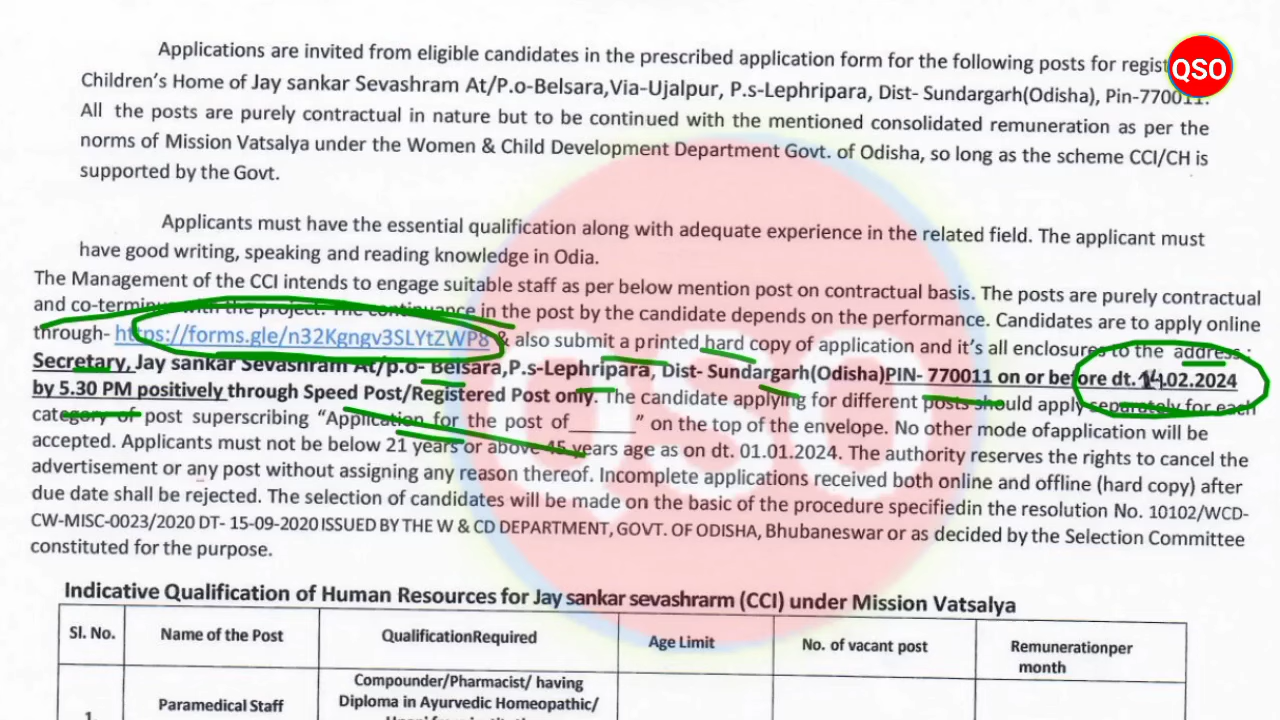 QSO
Applications are invited from eligible candidates in the prescribed application form for the following posts for regist
Children's Home of Jay sankar Sevashram At/P.o-Belsara,Via-Ujalpur, P.s-Lephripara, Dist- Sundargarh(Odisha), Pin-770011.
All the posts are purely contractual in nature but to be continued with the mentioned consolidated remuneration as per the
norms of Mission Vatsalya under the Women & Child Development Department Govt. of Odisha, so long as the scheme CCI/CH is
supported by the Govt.
Applicants must have the essential qualification along with adequate experience in the related field. The applicant must
have good writing, speaking and reading knowledge in Odia.
The Management of the CCI intends to engage suitable staff as per below mention post on contractual basis. The posts are purely contractual
and co-terminus with the project. The continuance in the post by the candidate depends on the performance. Candidates are to apply online
through- https://forms.gle/n32Kgngv3SLYtZWP8 & also submit a printed hard copy of application and it's all enclosures to the address :
Secretary, Jay sankar Sevashram At/p.o- Belsara,P.s-Lephripara, Dist- Sundargarh(Odisha)PIN- 770011 on or before dt. 14.02.2024
by 5.30 PM positively through Speed Post/Registered Post only. The candidate applying for different posts should apply separately for each
category of post superscribing “Application for the post of______” on the top of the envelope. No other mode ofapplication will be
accepted. Applicants must not be below 21 years or above 45 years age as on dt. 01.01.2024. The authority reserves the rights to cancel the
advertisement or any post without assigning any reason thereof. Incomplete applications received both online and offline (hard copy) after
due date shall be rejected. The selection of candidates will be made on the basic of the procedure specifiedin the resolution No. 10102/WCD-
CW-MISC-0023/2020 DT- 15-09-2020 ISSUED BY THE W & CD DEPARTMENT, GOVT. OF ODISHA, Bhubaneswar or as decided by the Selection Committee
constituted for the purpose.
QSO
Indicative Qualification of Human Resources for Jay sankar sevashrarm (CCI) under Mission Vatsalya
Sl. No. Name of the Post QualificationRequired Age Limit No. of vacant post Remunerationper
month
1. Paramedical Staff Compounder/Pharmacist/ having
Diploma in Ayurvedic Homeopathic/